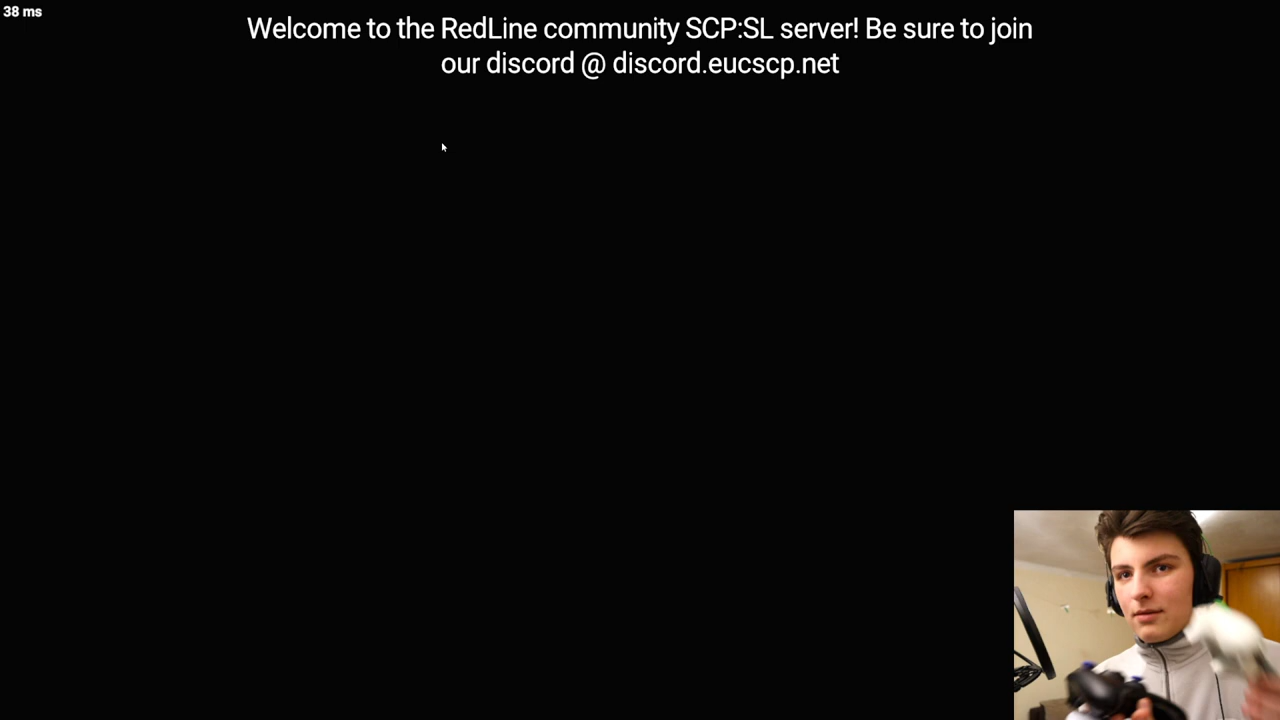 38 ms
Welcome to the RedLine community SCP:SL server! Be sure to join
our discord @ discord.eucscp.net